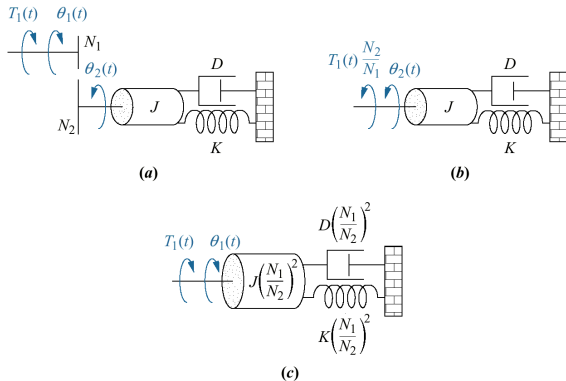 T₁(t) θ₁(t)
N₁
θ₂(t)
N₂
J
D
K
(a)
T₁(t) N₂/N₁ θ₂(t)
J
D
K
(b)
T₁(t) θ₁(t)
J(N₁/N₂)²
D(N₁/N₂)²
K(N₁/N₂)²
(c)